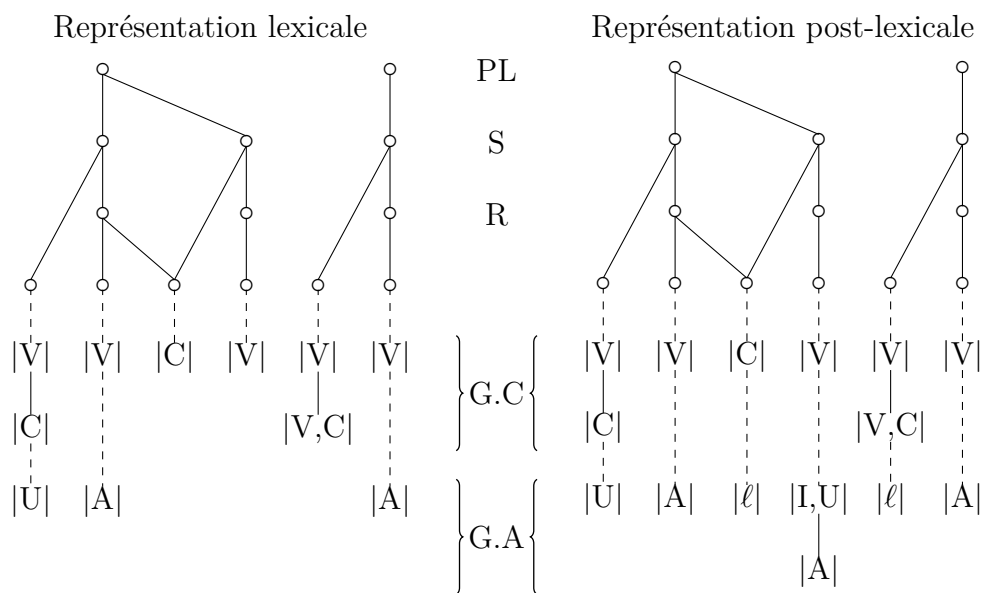 Représentation lexicale Représentation post-lexicale
PL
S
R
|V| |V| |C| |V| |V| |V| |V| |V| |C| |V| |V| |V|
G.C
|C| |V,C| |C| |V,C|
|U| |A| |A| |U| |A| |ℓ| |I,U| |ℓ| |A|
G.A
|A|